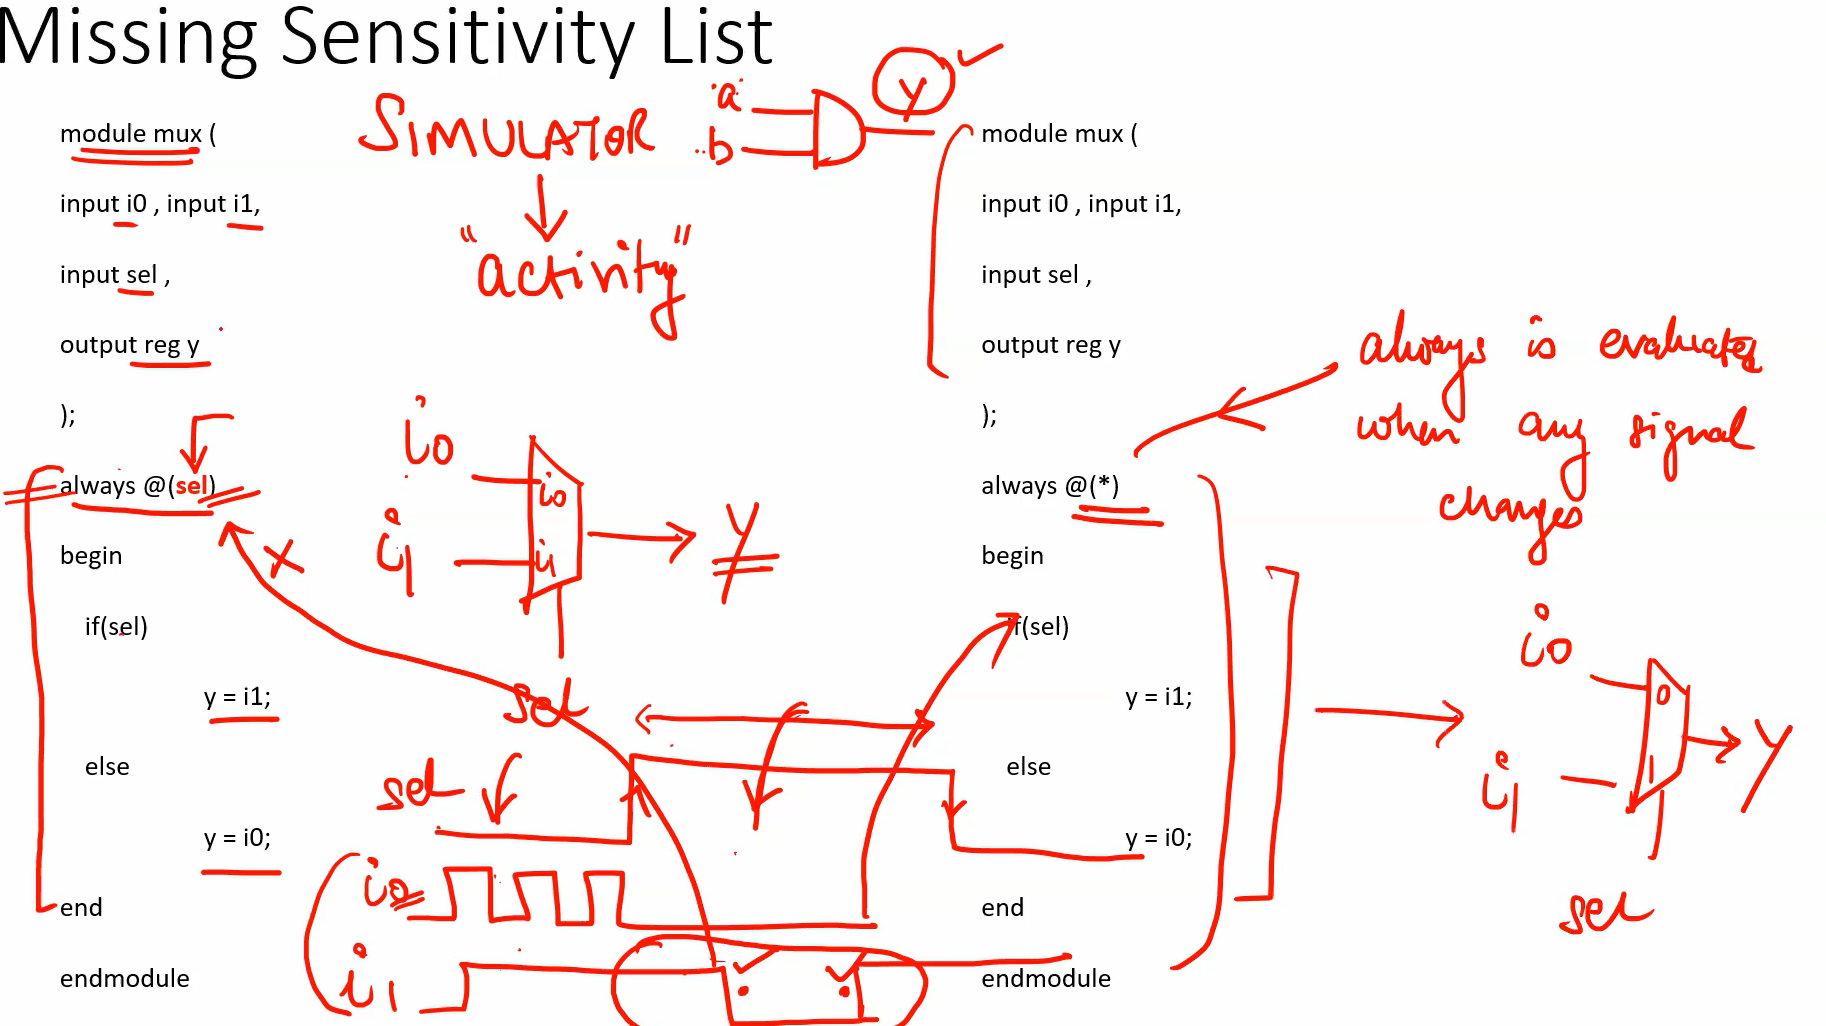 Missing Sensitivity List
module mux (
input i0 , input i1,
input sel ,
output reg y
);
always @(sel)
begin
if(sel)
y = i1;
else
y = i0;
end
endmodule
SIMULATOR
"activity"
a
b
y
i0
i1
i0
i1
y
sel
sel
i0
i1
module mux (
input i0 , input i1,
input sel ,
output reg y
);
always @(*)
begin
if(sel)
y = i1;
else
y = i0;
end
endmodule
always is evaluates
when any signal
changes
i0
i1
0
1
y
sel